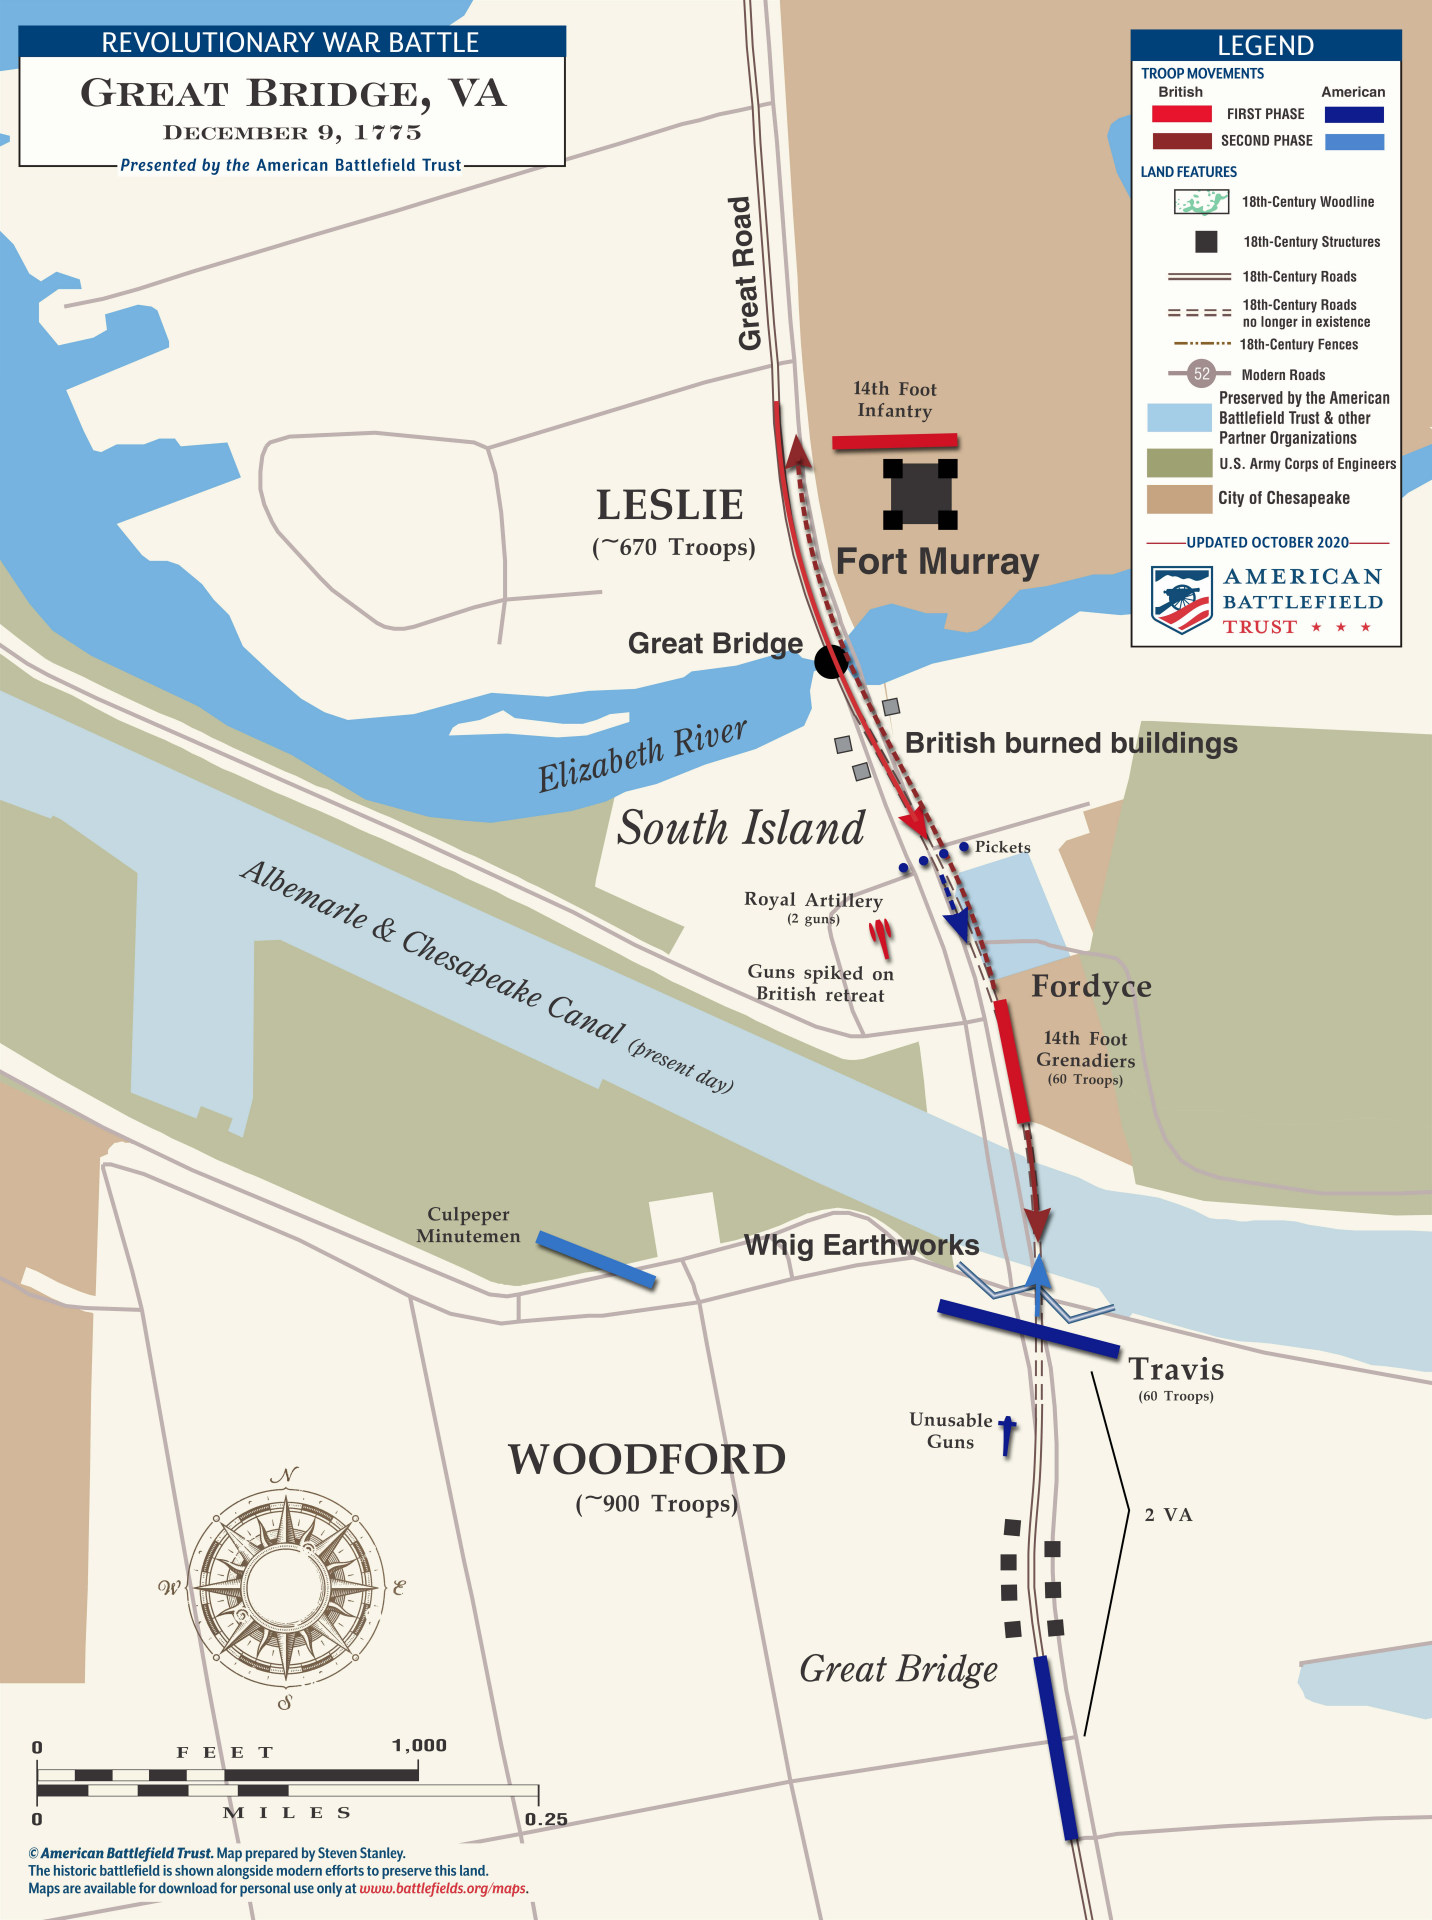 REVOLUTIONARY WAR BATTLE
GREAT BRIDGE, VA
DECEMBER 9, 1775
Presented by the American Battlefield Trust
LEGEND
TROOP MOVEMENTS
British
American
FIRST PHASE
SECOND PHASE
LAND FEATURES
18th-Century Woodline
18th-Century Structures
18th-Century Roads
18th-Century Roads
no longer in existence
18th-Century Fences
52
Modern Roads
Preserved by the American
Battlefield Trust & other
Partner Organizations
U.S. Army Corps of Engineers
City of Chesapeake
UPDATED OCTOBER 2020
AMERICAN
BATTLEFIELD
TRUST ★ ★ ★
Great Road
14th Foot
Infantry
LESLIE
(~670 Troops)
Fort Murray
Great Bridge
Elizabeth River
British burned buildings
South Island
Pickets
Royal Artillery
(2 guns)
Guns spiked on
British retreat
Albemarle & Chesapeake Canal (present day)
Fordyce
14th Foot
Grenadiers
(60 Troops)
Culpeper
Minutemen
Whig Earthworks
Travis
(60 Troops)
Unusable
Guns
WOODFORD
(~900 Troops)
2 VA
Great Bridge
N
W
E
S
0
FEET
1,000
0
MILES
0.25
© American Battlefield Trust. Map prepared by Steven Stanley.
The historic battlefield is shown alongside modern efforts to preserve this land.
Maps are available for download for personal use only at www.battlefields.org/maps.